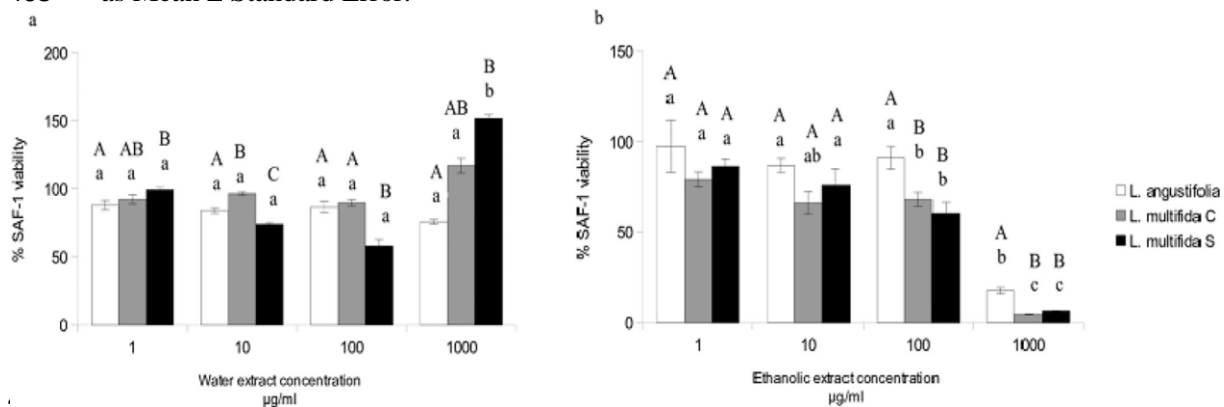 as Mean ± Standard Error.
a
b
200
150
100
50
0
% SAF-1 viability
A AB B
a a a
A B C
a a a
A A B
a a a
A AB B
a a b
1 10 100 1000
Water extract concentration
µg/ml
150
100
50
0
% SAF-1 viability
A A A
a a a
A A A
a ab a
A B B
a b b
A B B
b c c
1 10 100 1000
Ethanolic extract concentration
µg/ml
L. angustifolia
L. multifida C
L. multifida S